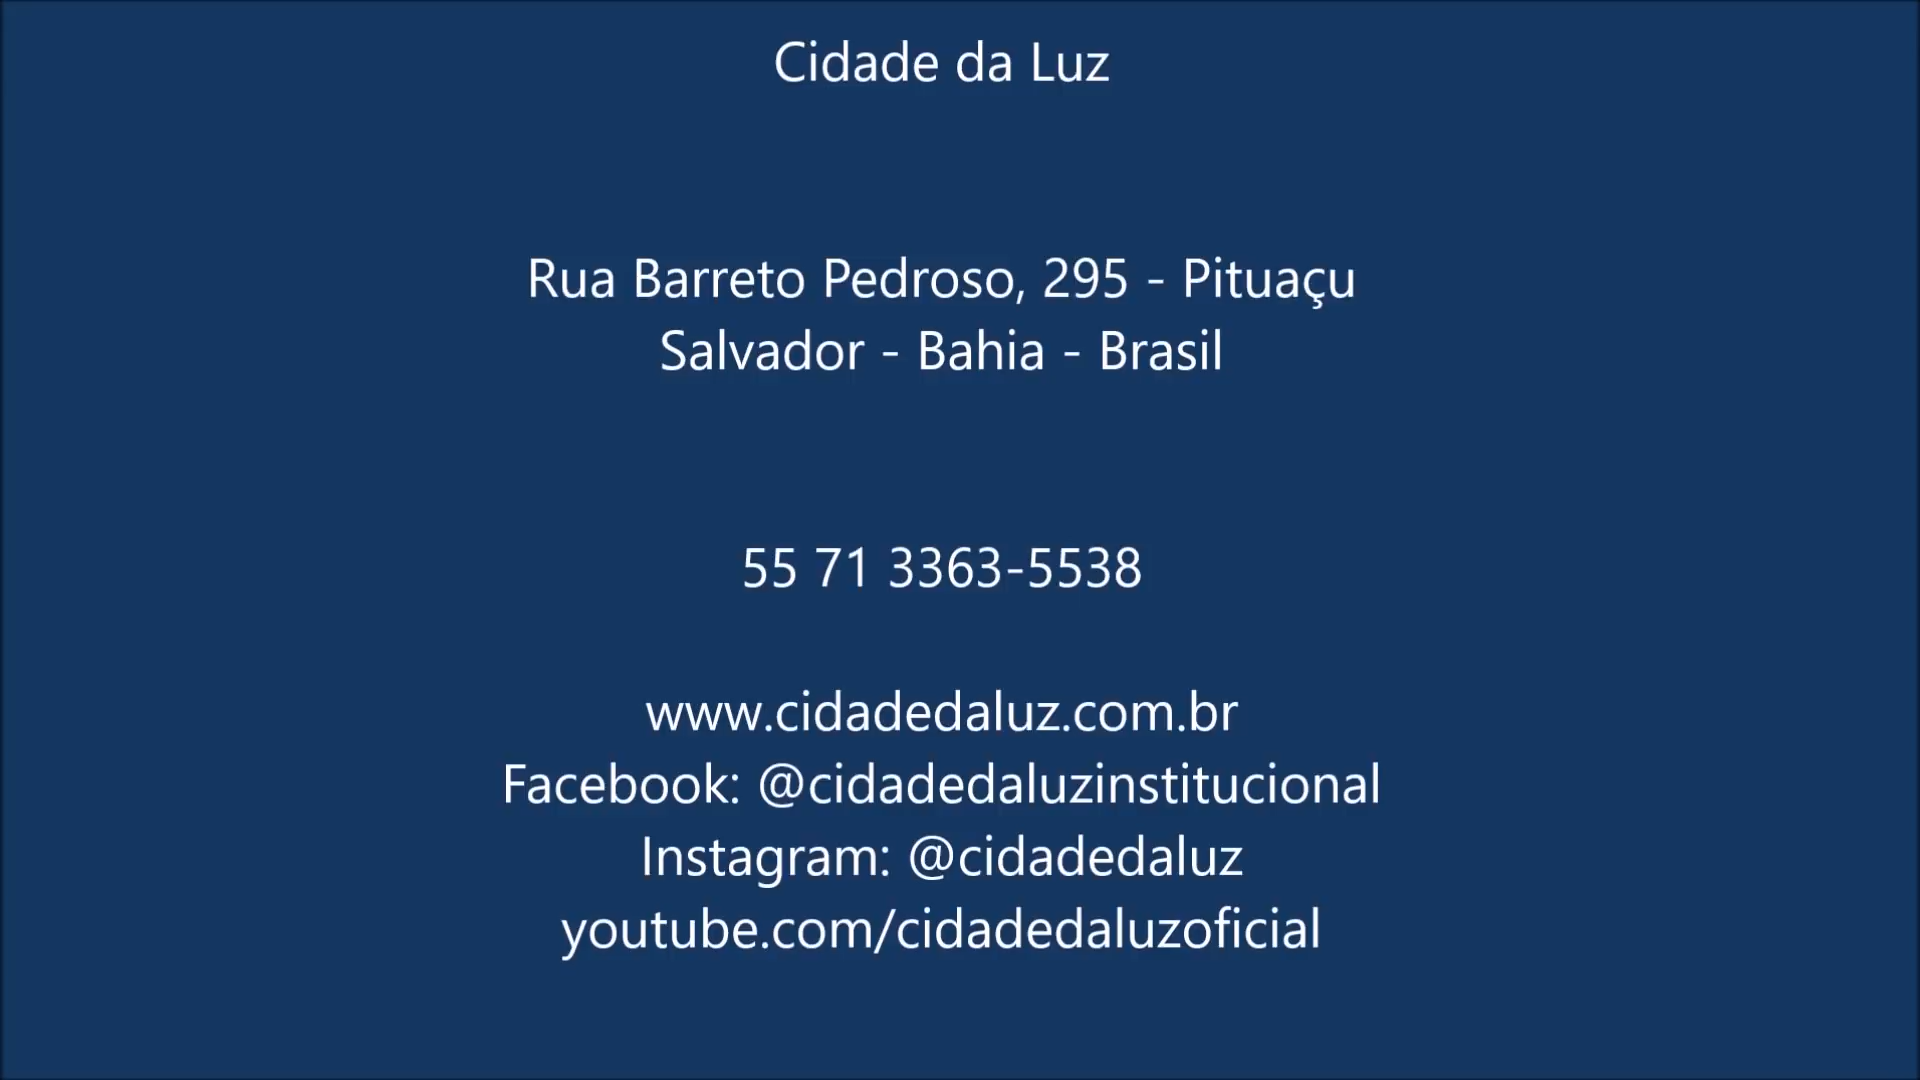 Cidade da Luz
Rua Barreto Pedroso, 295 - Pituaçu
Salvador - Bahia - Brasil
55 71 3363-5538
www.cidadedaluz.com.br
Facebook: @cidadedaluzinstitucional
Instagram: @cidadedaluz
youtube.com/cidadedaluzoficial